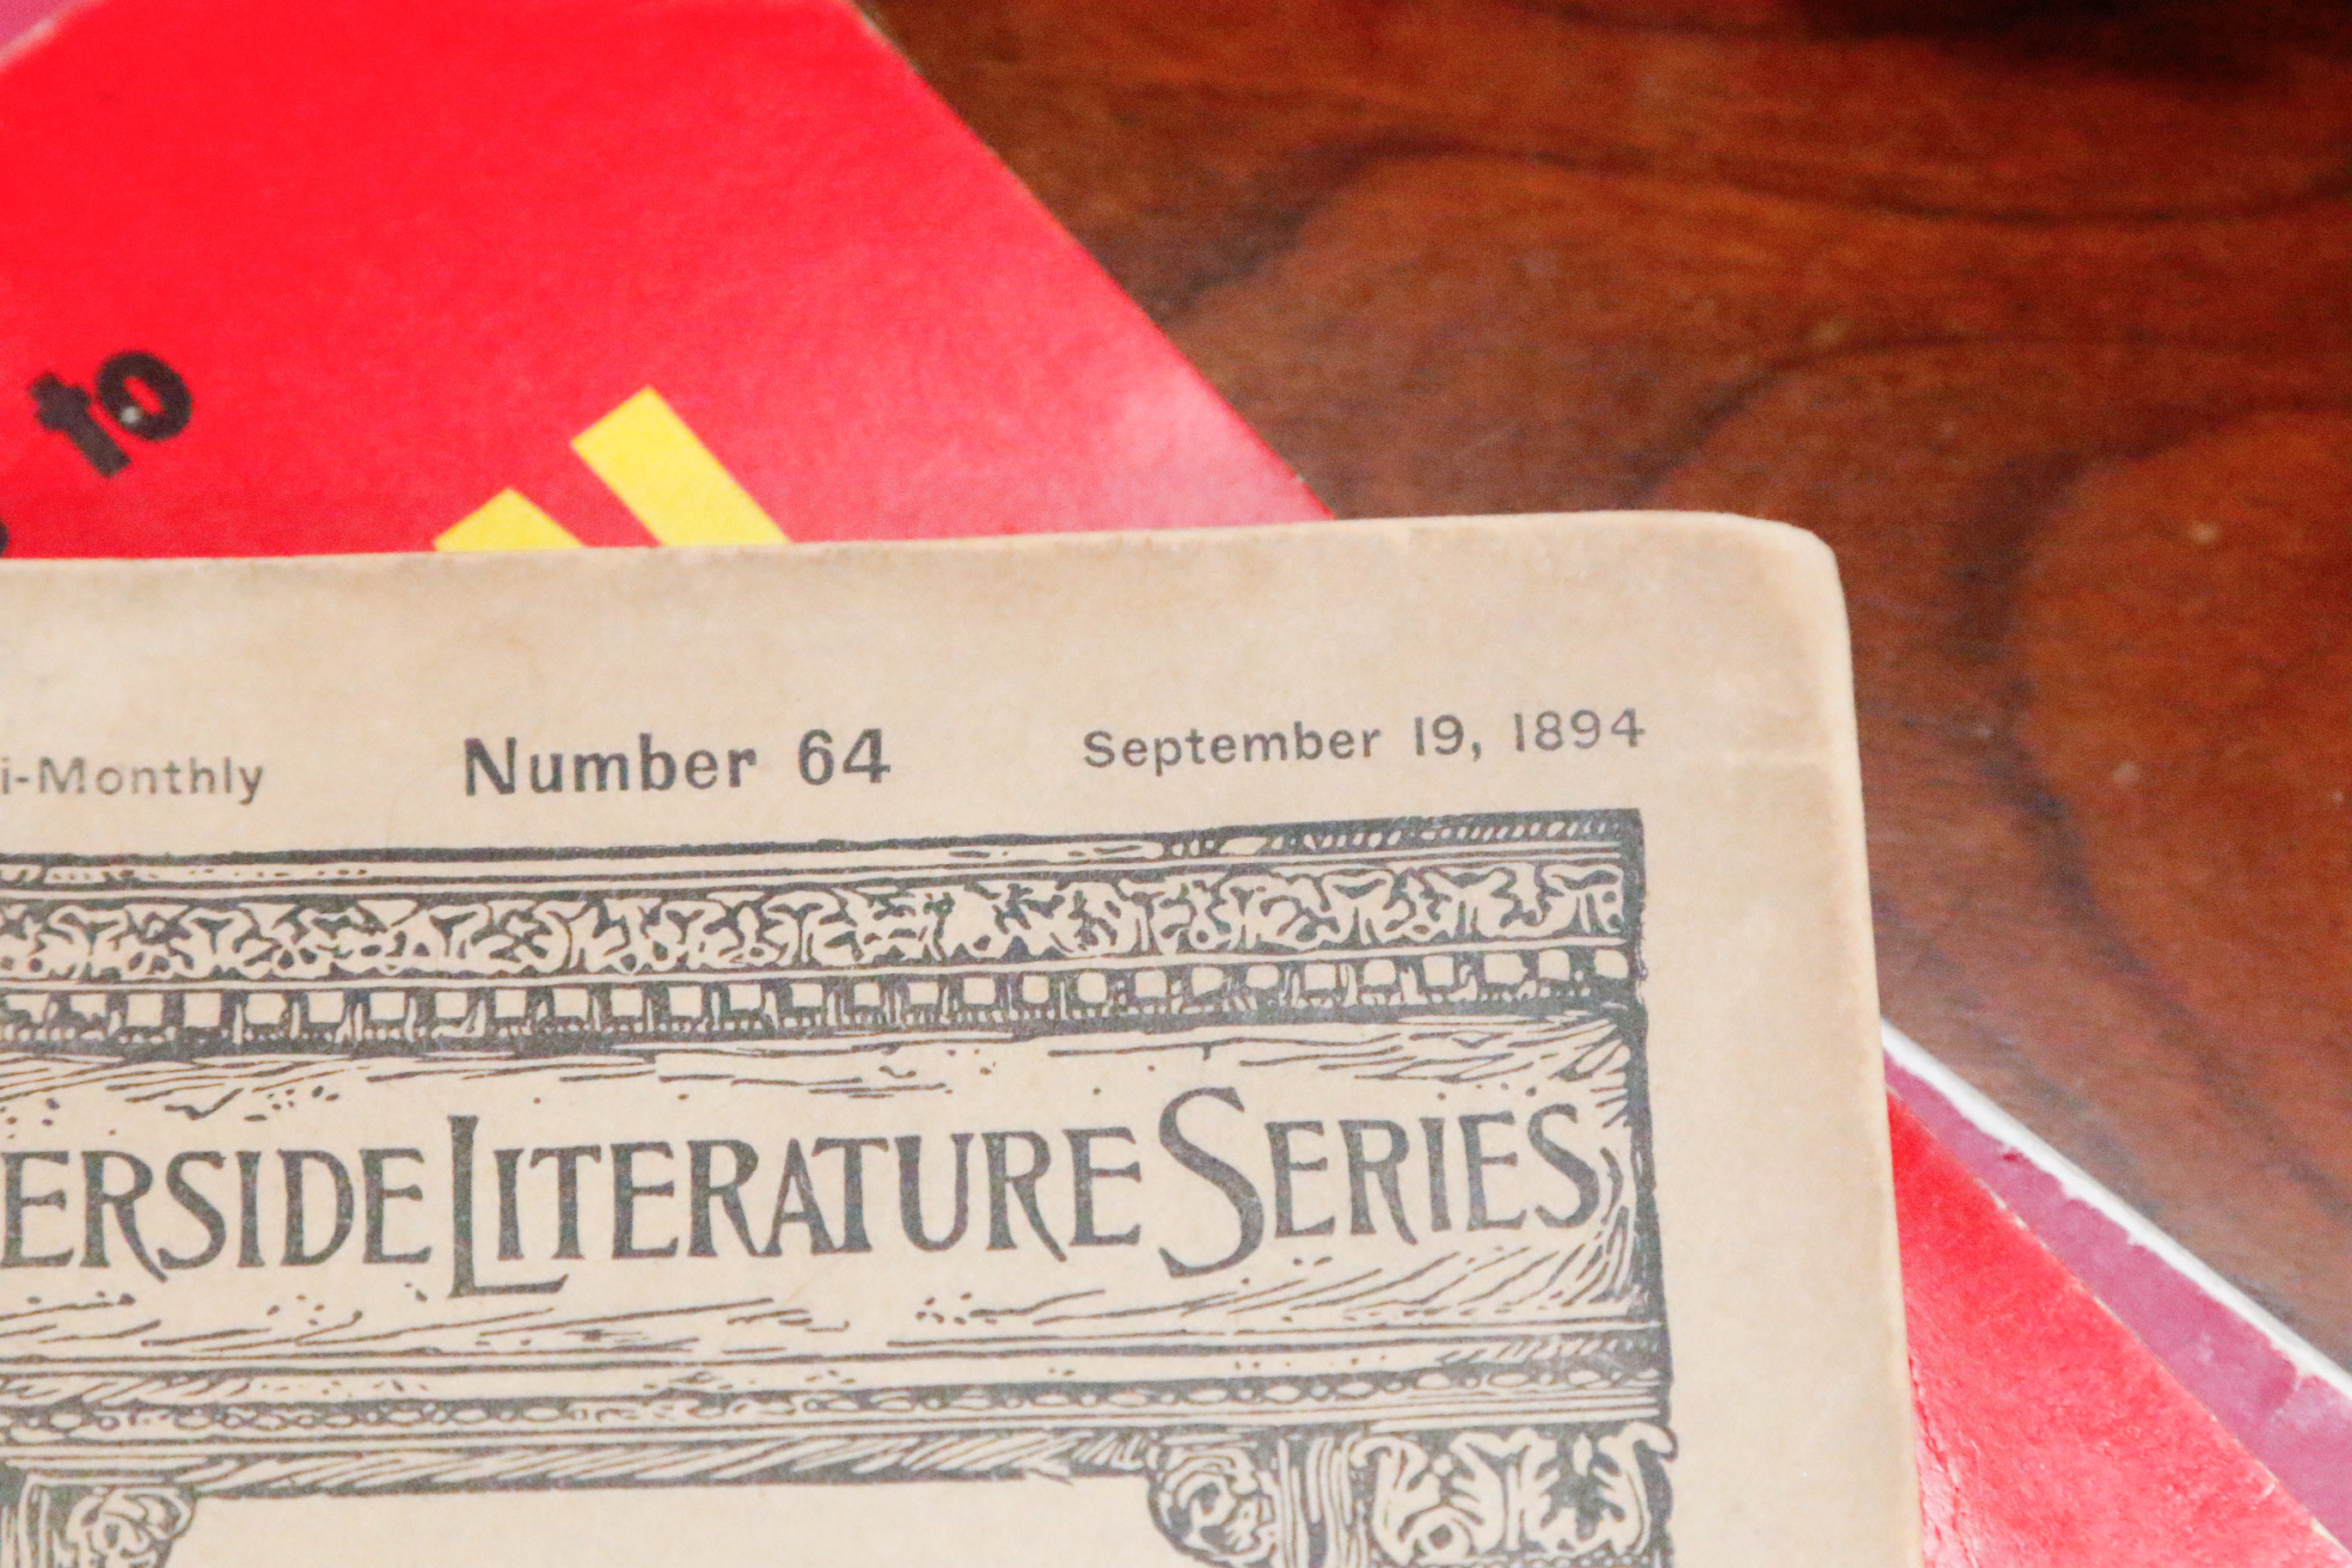 to
i-Monthly Number 64 September 19, 1894
ERSIDE LITERATURE SERIES